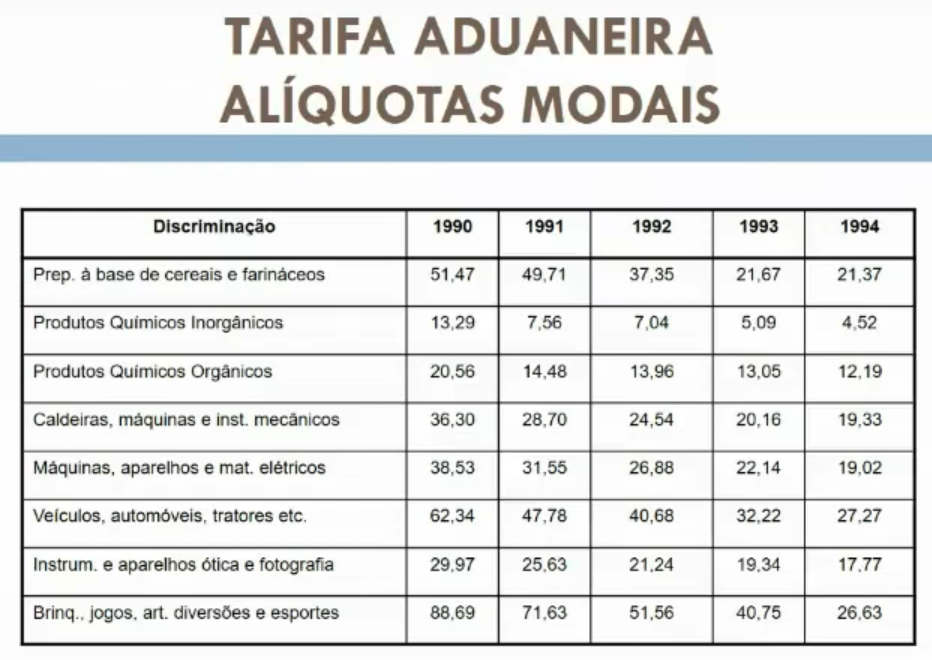 TARIFA ADUANEIRA
ALÍQUOTAS MODAIS
Discriminação 1990 1991 1992 1993 1994
Prep. à base de cereais e farináceos 51,47 49,71 37,35 21,67 21,37
Produtos Químicos Inorgânicos 13,29 7,56 7,04 5,09 4,52
Produtos Químicos Orgânicos 20,56 14,48 13,96 13,05 12,19
Caldeiras, máquinas e inst. mecânicos 36,30 28,70 24,54 20,16 19,33
Máquinas, aparelhos e mat. elétricos 38,53 31,55 26,88 22,14 19,02
Veículos, automóveis, tratores etc. 62,34 47,78 40,68 32,22 27,27
Instrum. e aparelhos ótica e fotografia 29,97 25,63 21,24 19,34 17,77
Brinq., jogos, art. diversões e esportes 88,69 71,63 51,56 40,75 26,63